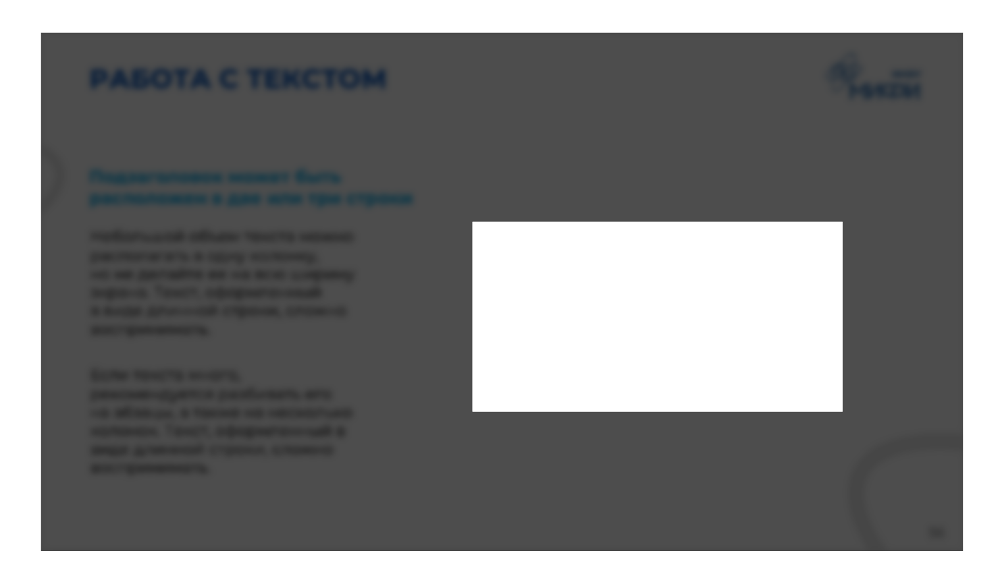 РАБОТА С ТЕКСТОМ
НИКФИ
Подзаголовок может быть
расположен в две или три строки
Небольшой объем текста можно
располагать в одну колонку,
но не делайте ее на всю ширину
экрана. Текст, оформленный
в виде длинной строки, сложно
воспринимать.
Если текста много,
рекомендуется разбивать его
на абзацы, а также на несколько
колонок. Текст, оформленный в
виде длинной строки, сложно
воспринимать.